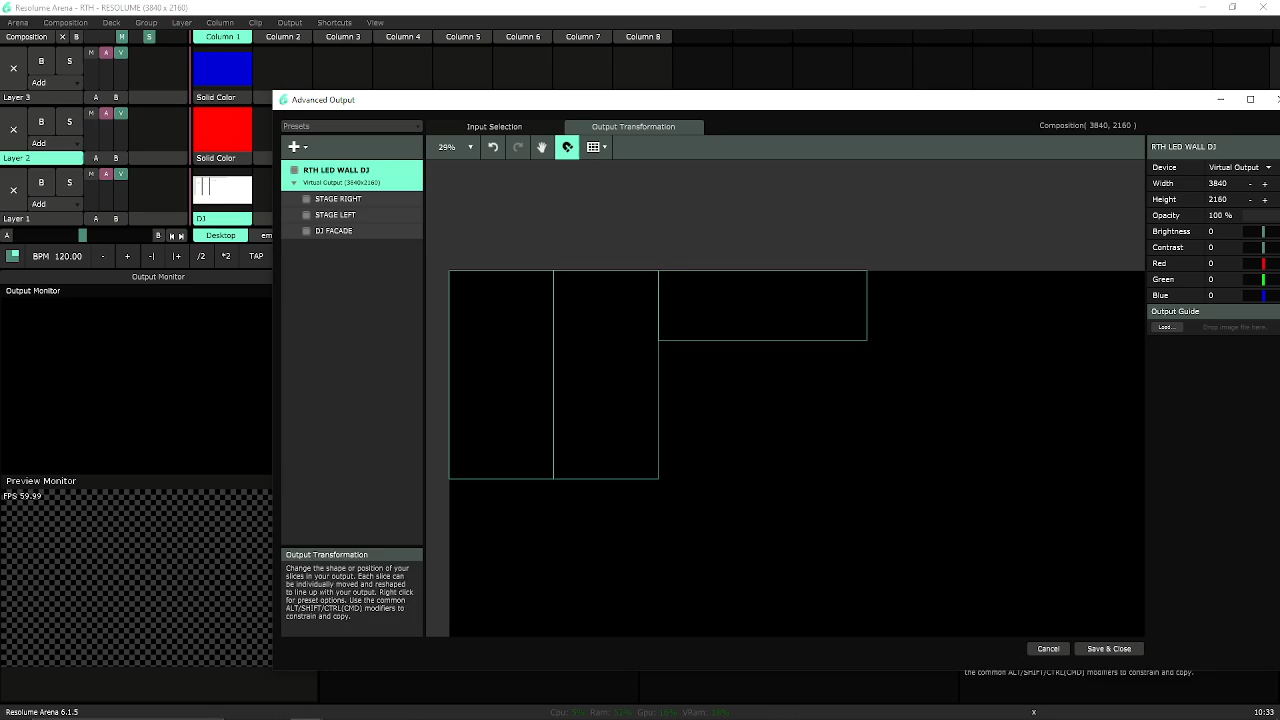 Resolume Arena - RTH - RESOLUME (3840 x 2160)
Arena Composition Deck Group Layer Column Clip Output Shortcuts View
Composition X B M S Column 1 Column 2 Column 3 Column 4 Column 5 Column 6 Column 7 Column 8
M A V
B S
Add
Layer 3 A B Solid Color
M A V
B S
Add
Layer 2 A B Solid Color
M A V
B S
Add
Layer 1 A B DJ
A B Desktop em
BPM 120.00 - + -| |+ /2 *2 TAP
Output Monitor
Output Monitor
Preview Monitor
FPS 59.99
Advanced Output
Presets
Input Selection Output Transformation Composition( 3840, 2160 )
29%
RTH LED WALL DJ
Virtual Output (3840x2160)
STAGE RIGHT
STAGE LEFT
DJ FACADE
RTH LED WALL DJ
Device Virtual Output
Width 3840 - +
Height 2160 - +
Opacity 100 %
Brightness 0
Contrast 0
Red 0
Green 0
Blue 0
Output Guide
Load... Drop image file here.
Output Transformation
Change the shape or position of your
slices in your output. Each slice can
be individually moved and reshaped
to line up with your output. Right click
for preset options. Use the common
ALT/SHIFT/CTRL(CMD) modifiers to
constrain and copy.
Cancel Save & Close
the common ALT/SHIFT/CTRL(CMD) modifiers to constrain and copy.
Resolume Arena 6.1.5 x 10:33